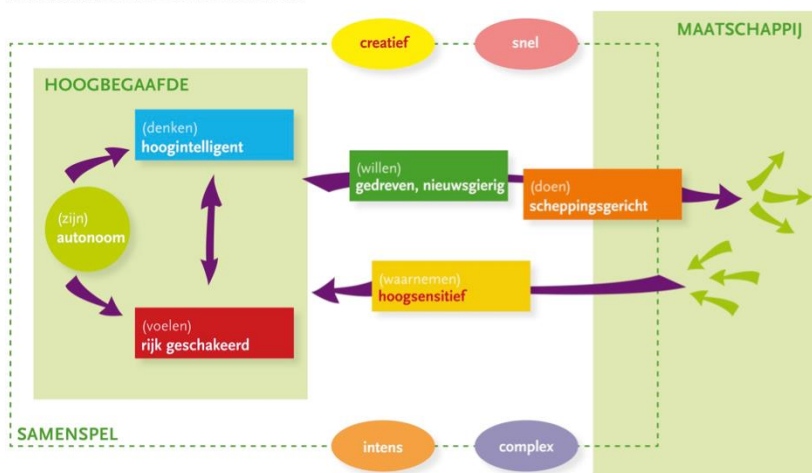 creatief
snel
MAATSCHAPPIJ
HOOGBEGAAFDE
(denken)
hoogintelligent
(willen)
gedreven, nieuwsgierig
(doen)
scheppingsgericht
(zijn)
autonoom
(waarnemen)
hoogsensitief
(voelen)
rijk geschakeerd
SAMENSPEL
intens
complex